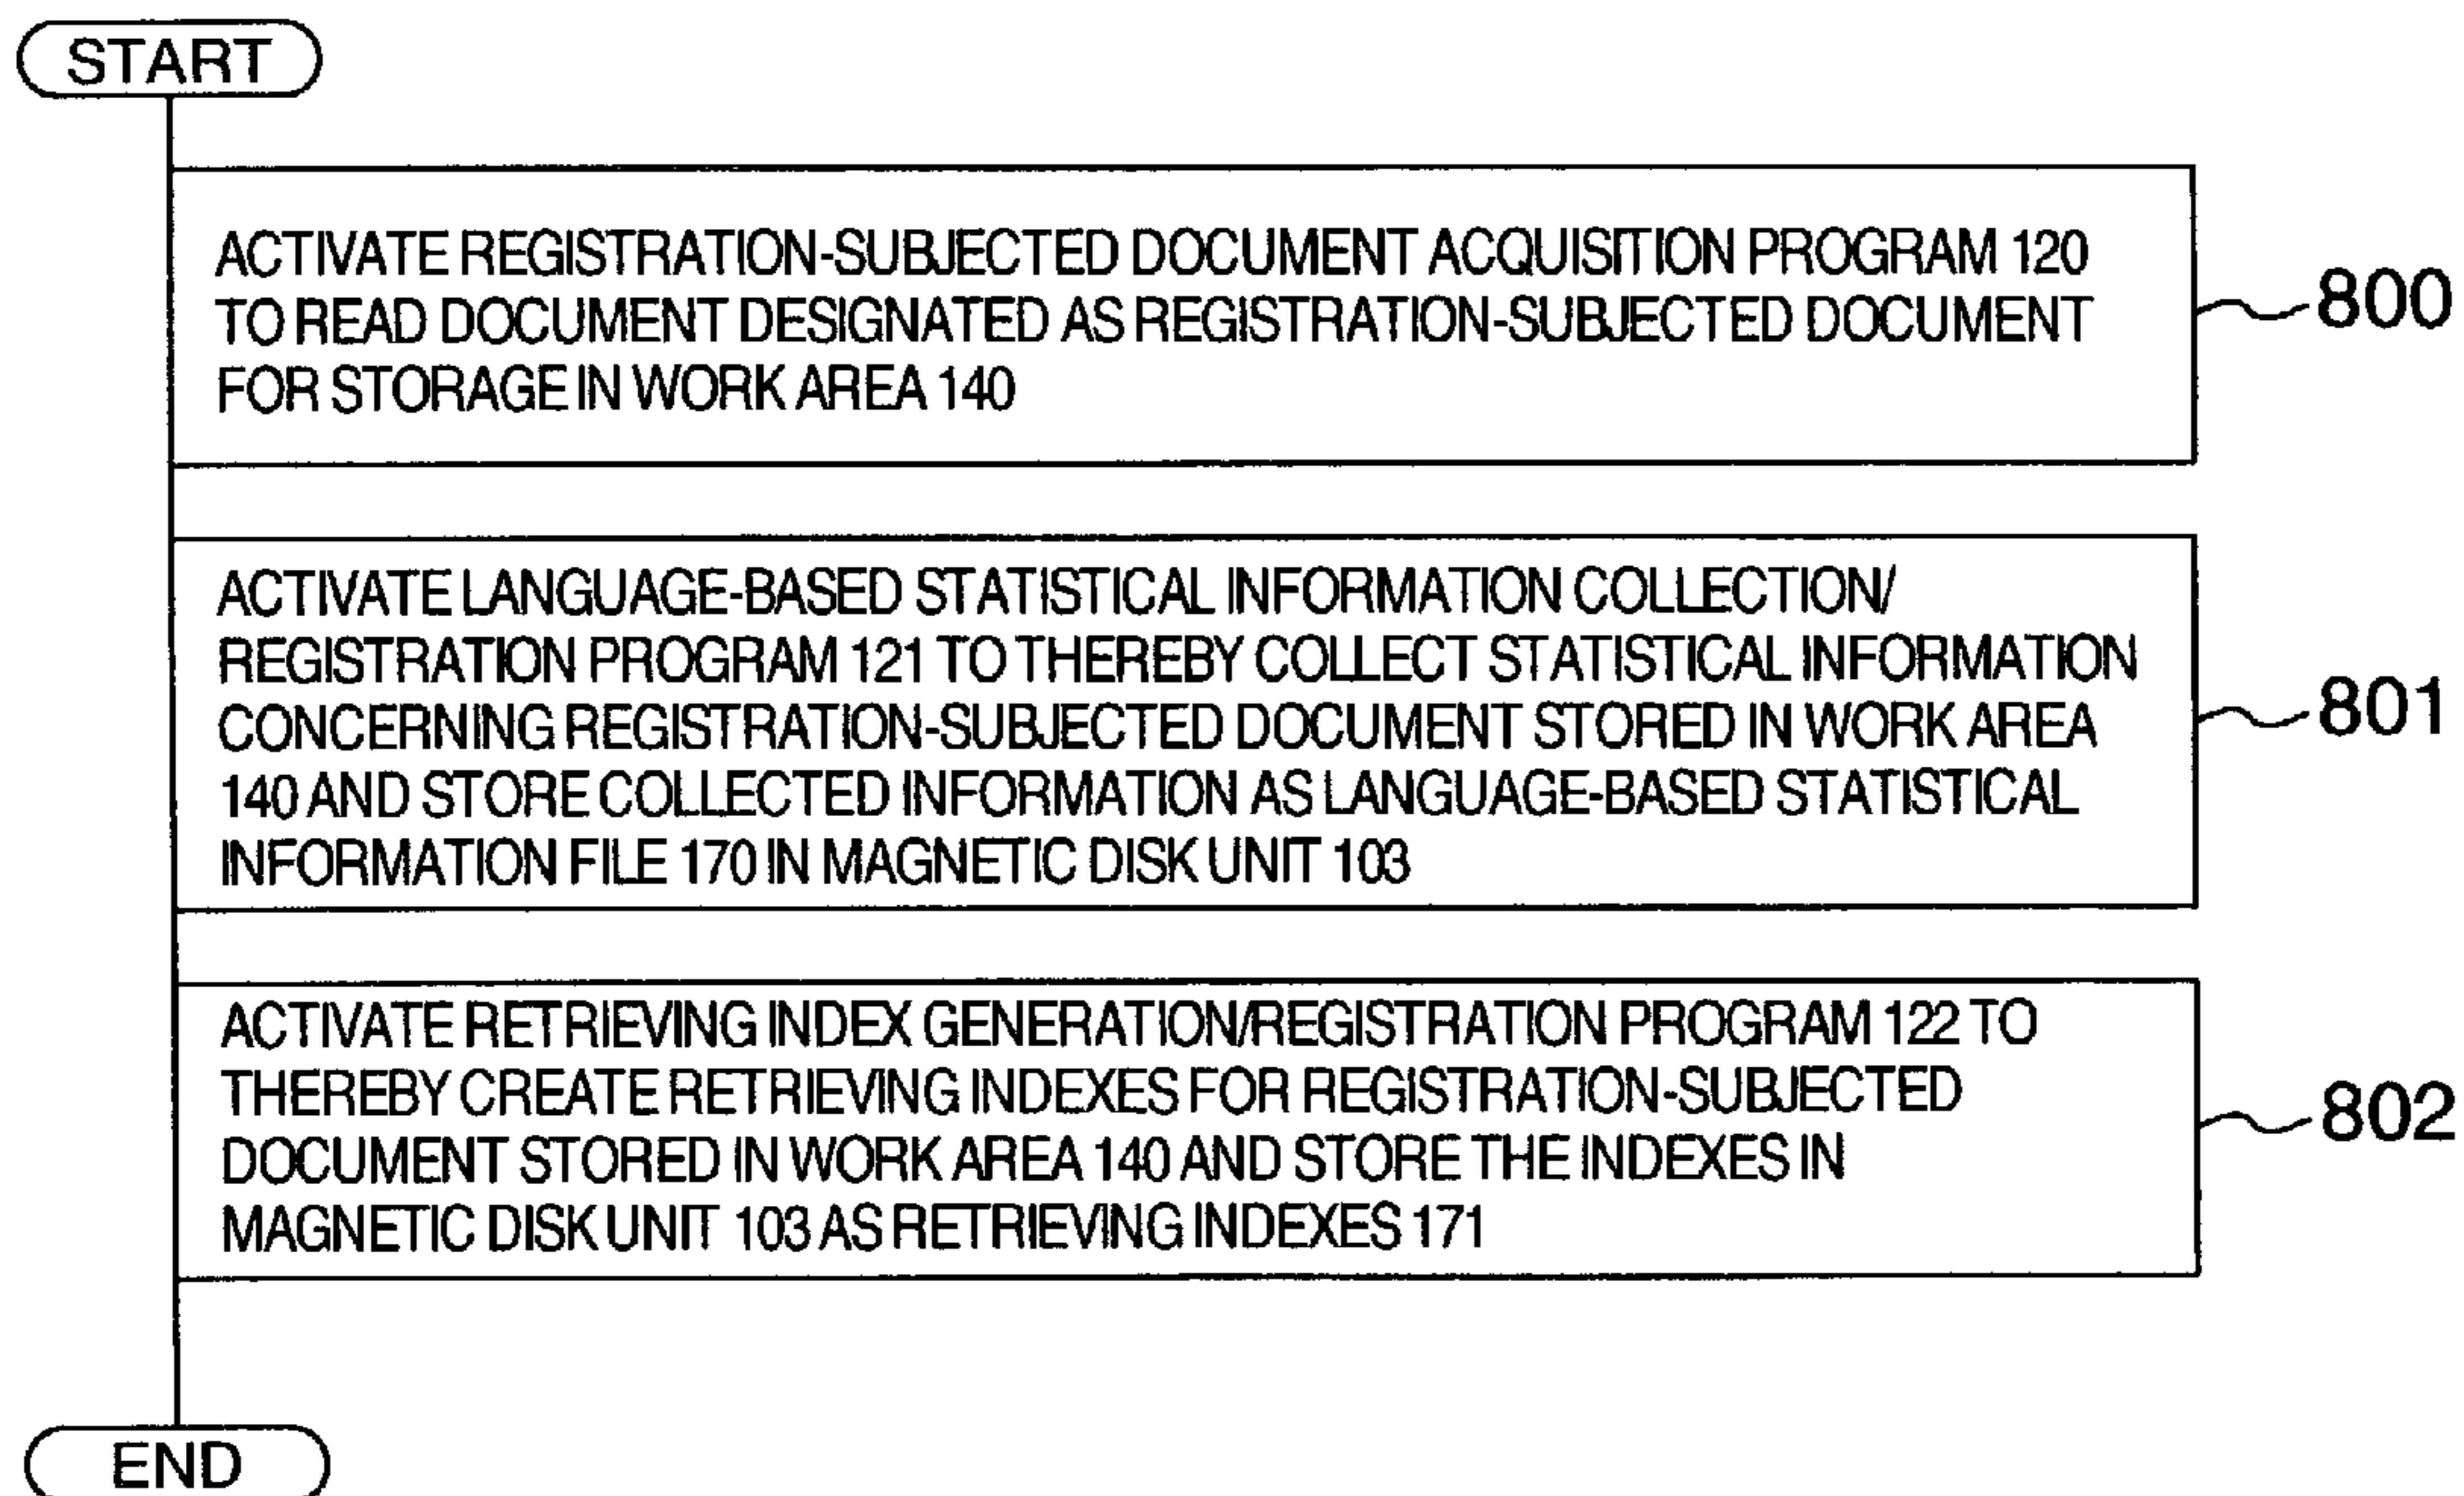 START
ACTIVATE REGISTRATION-SUBJECTED DOCUMENT ACQUISITION PROGRAM 120
TO READ DOCUMENT DESIGNATED AS REGISTRATION-SUBJECTED DOCUMENT
FOR STORAGE IN WORK AREA 140
800
ACTIVATE LANGUAGE-BASED STATISTICAL INFORMATION COLLECTION/
REGISTRATION PROGRAM 121 TO THEREBY COLLECT STATISTICAL INFORMATION
CONCERNING REGISTRATION-SUBJECTED DOCUMENT STORED IN WORK AREA
140 AND STORE COLLECTED INFORMATION AS LANGUAGE-BASED STATISTICAL
INFORMATION FILE 170 IN MAGNETIC DISK UNIT 103
801
ACTIVATE RETRIEVING INDEX GENERATION/REGISTRATION PROGRAM 122 TO
THEREBY CREATE RETRIEVING INDEXES FOR REGISTRATION-SUBJECTED
DOCUMENT STORED IN WORK AREA 140 AND STORE THE INDEXES IN
MAGNETIC DISK UNIT 103 AS RETRIEVING INDEXES 171
802
END